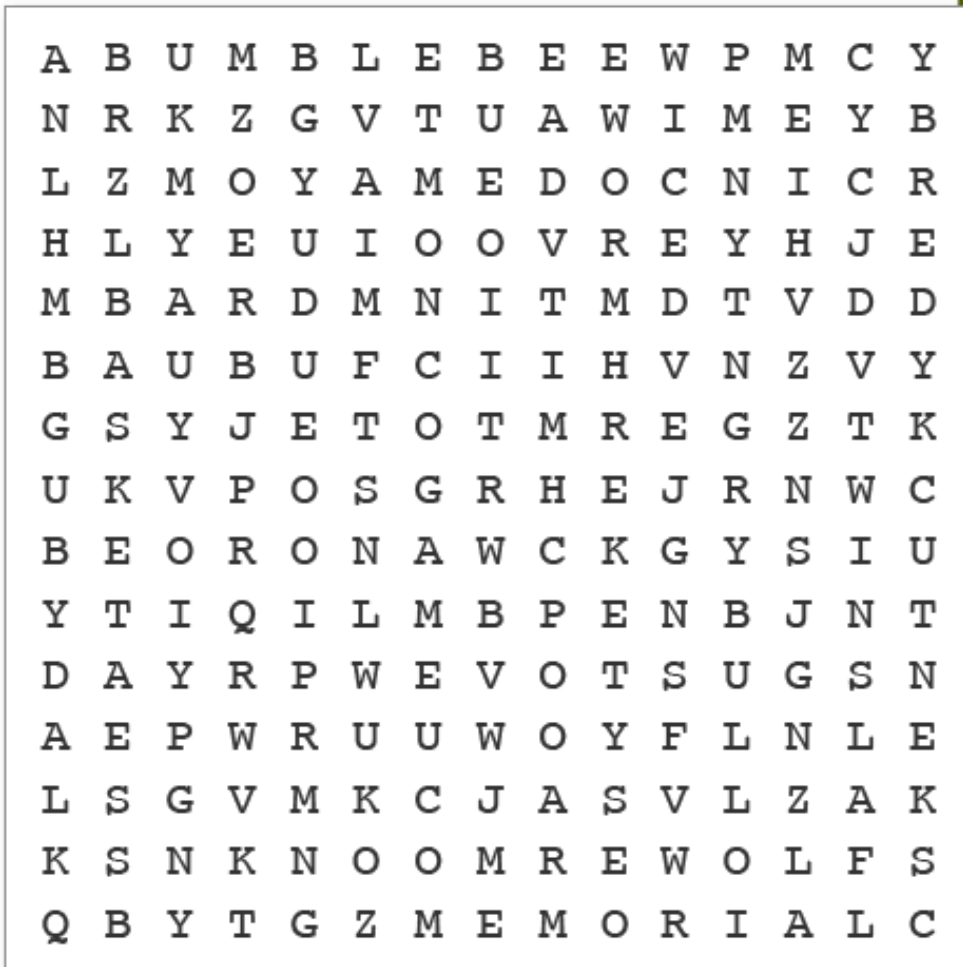 A B U M B L E B E E W P M C Y
N R K Z G V T U A W I M E Y B
L Z M O Y A M E D O C N I C R
H L Y E U I O O V R E Y H J E
M B A R D M N I T M D T V D D
B A U B U F C I I H V N Z V Y
G S Y J E T O T M R E G Z T K
U K V P O S G R H E J R N W C
B E O R O N A W C K G Y S I U
Y T I Q I L M B P E N B J N T
D A Y R P W E V O T S U G S N
A E P W R U U W O Y F L N L E
L S G V M K C J A S V L Z A K
K S N K N O O M R E W O L F S
Q B Y T G Z M E M O R I A L C